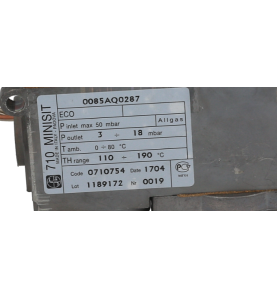 710 MINISIT
0085AQ0287
ECO
P inlet max 50 mbar Allgas
P outlet 3 ÷ 18 mbar
T amb. 0 ÷ 80 °C
TH range 110 ÷ 190 °C
Code 0710754 Date 1704
Lot 1189172 Nr 0019